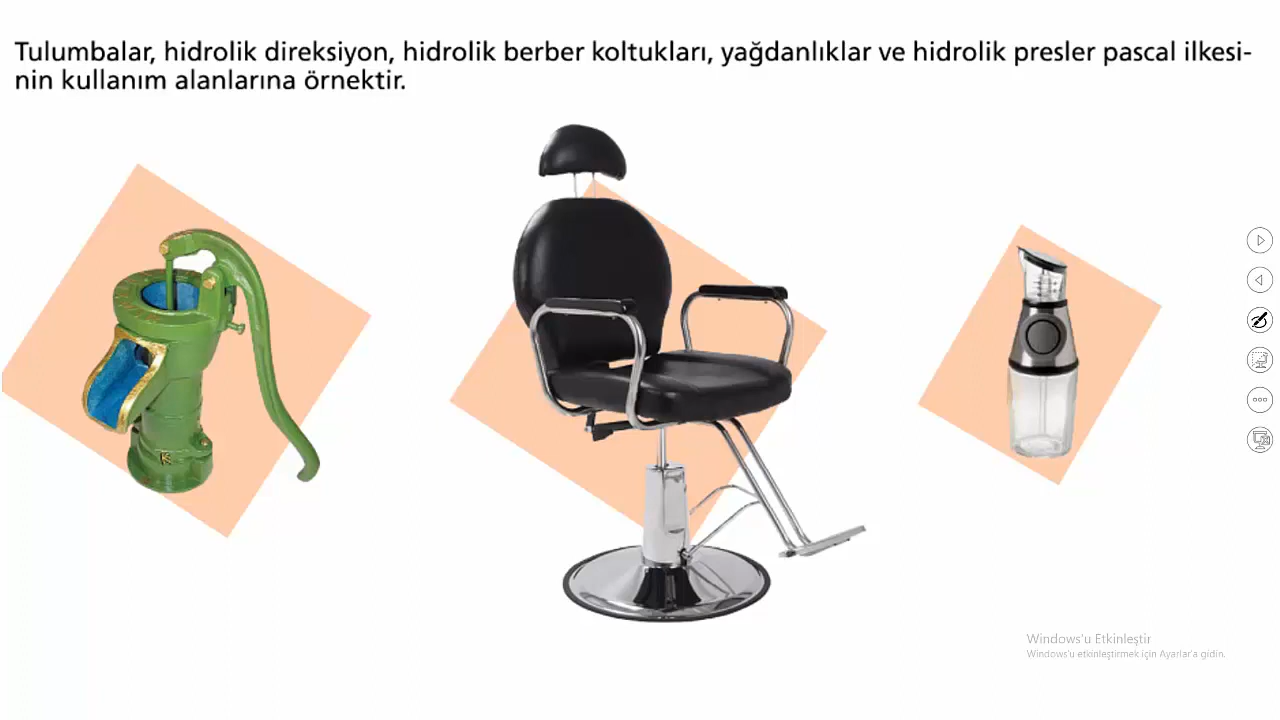 Tulumbalar, hidrolik direksiyon, hidrolik berber koltukları, yağdanlıklar ve hidrolik presler pascal ilkesi-
nin kullanım alanlarına örnektir.
Windows'u Etkinleştir
Windows'u etkinleştirmek için Ayarlar'a gidin.